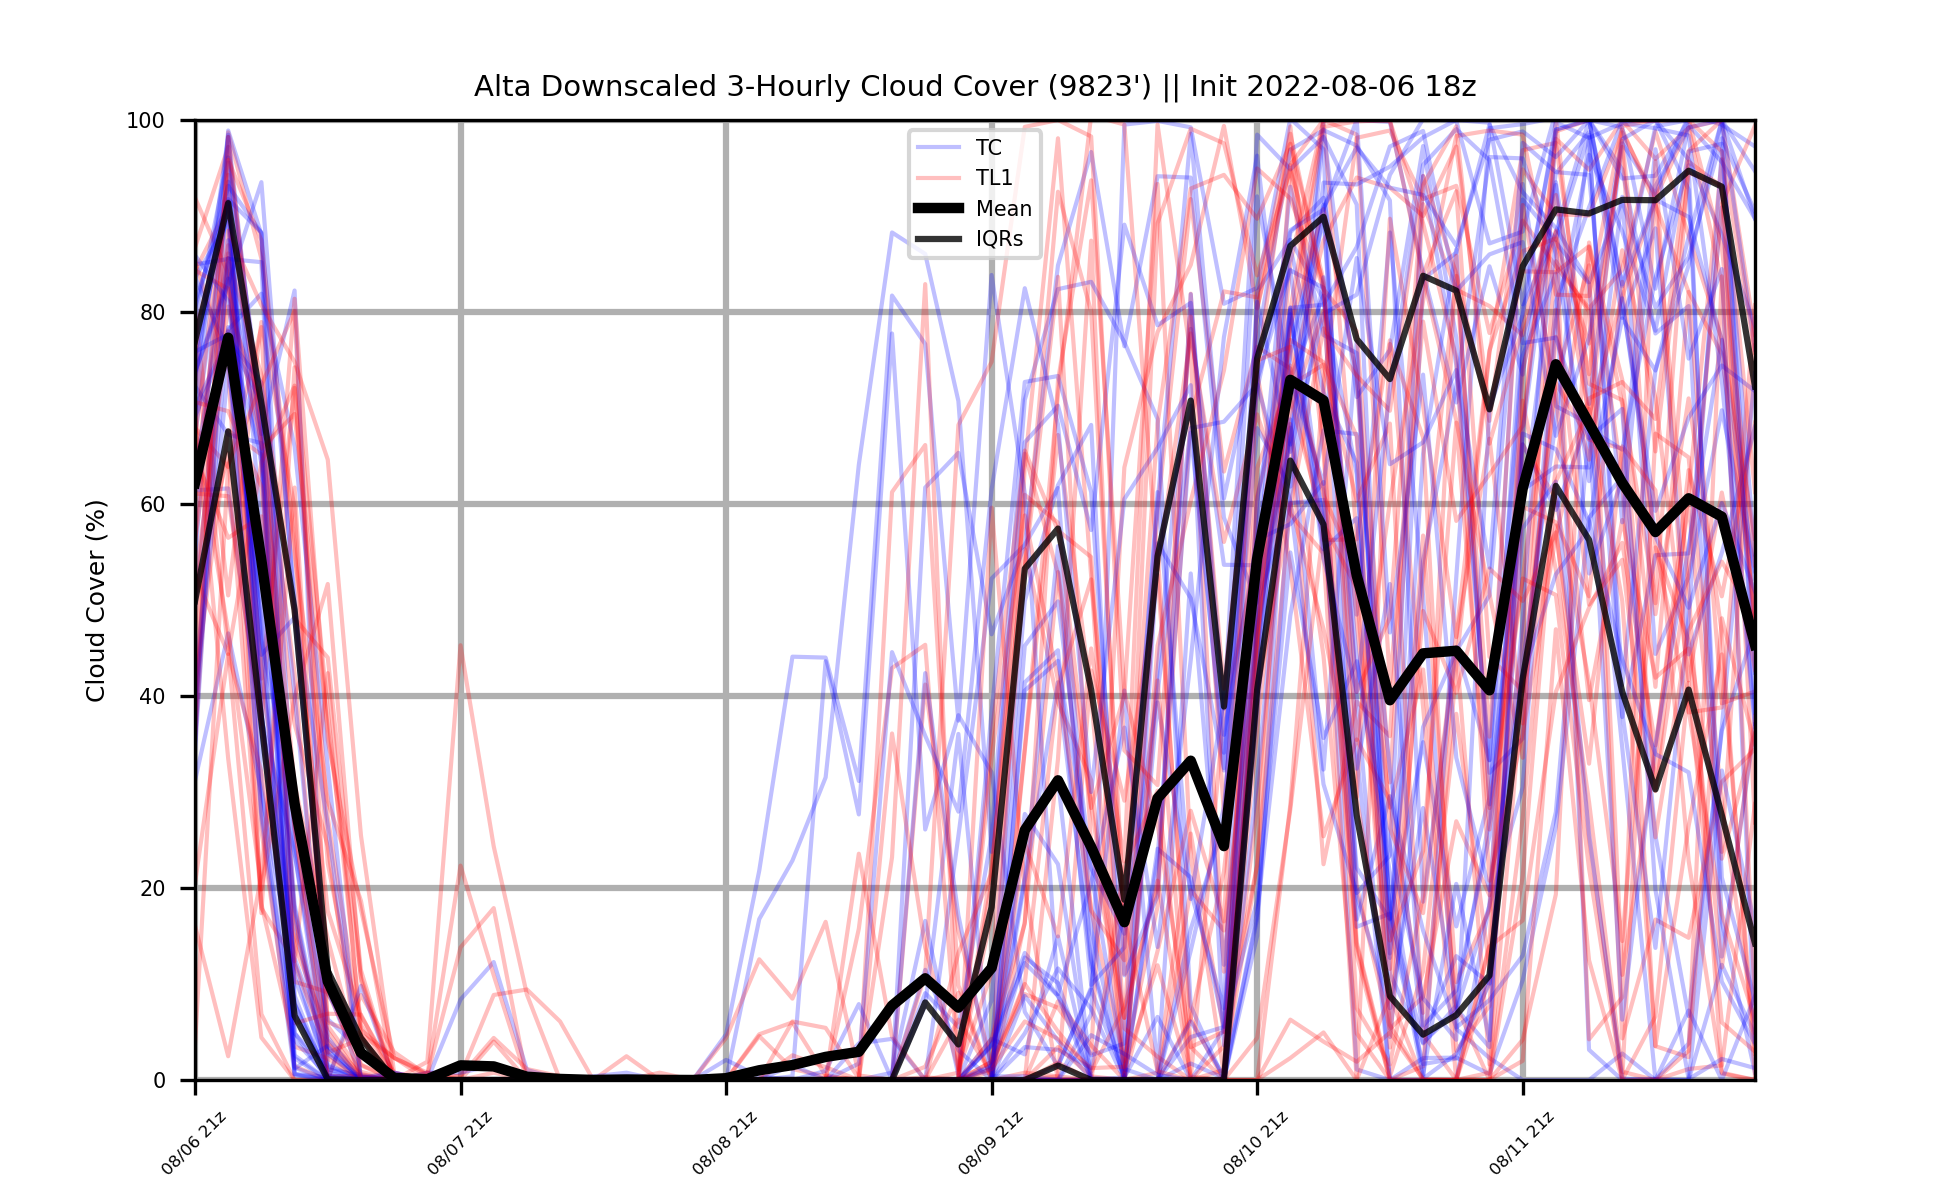 Alta Downscaled 3-Hourly Cloud Cover (9823') || Init 2022-08-06 18z
100
80
60
40
20
0
Cloud Cover (%)
TC
TL1
Mean
IQRs
08/06 21z
08/07 21z
08/08 21z
08/09 21z
08/10 21z
08/11 21z